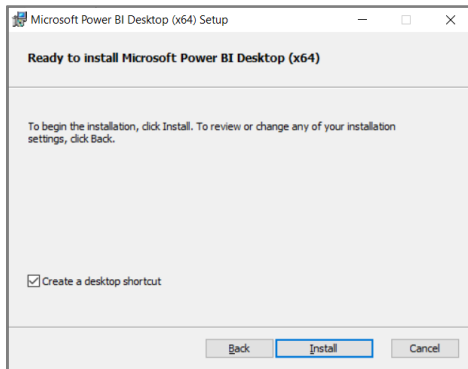 Microsoft Power BI Desktop (x64) Setup
Ready to install Microsoft Power BI Desktop (x64)
To begin the installation, click Install. To review or change any of your installation
settings, click Back.
Create a desktop shortcut
Back Install Cancel